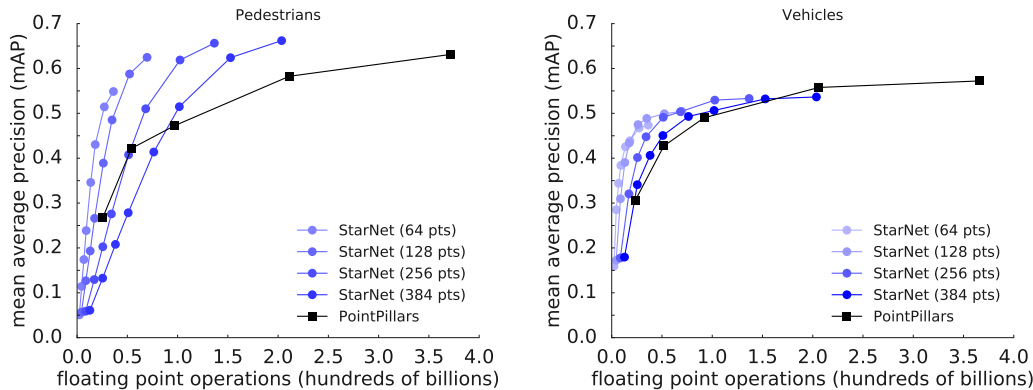 Pedestrians
0.7
0.6
0.5
0.4
0.3
0.2
0.1
0.0
mean average precision (mAP)
StarNet (64 pts)
StarNet (128 pts)
StarNet (256 pts)
StarNet (384 pts)
PointPillars
0.0 0.5 1.0 1.5 2.0 2.5 3.0 3.5 4.0
floating point operations (hundreds of billions)
Vehicles
0.7
0.6
0.5
0.4
0.3
0.2
0.1
0.0
mean average precision (mAP)
StarNet (64 pts)
StarNet (128 pts)
StarNet (256 pts)
StarNet (384 pts)
PointPillars
0.0 0.5 1.0 1.5 2.0 2.5 3.0 3.5 4.0
floating point operations (hundreds of billions)